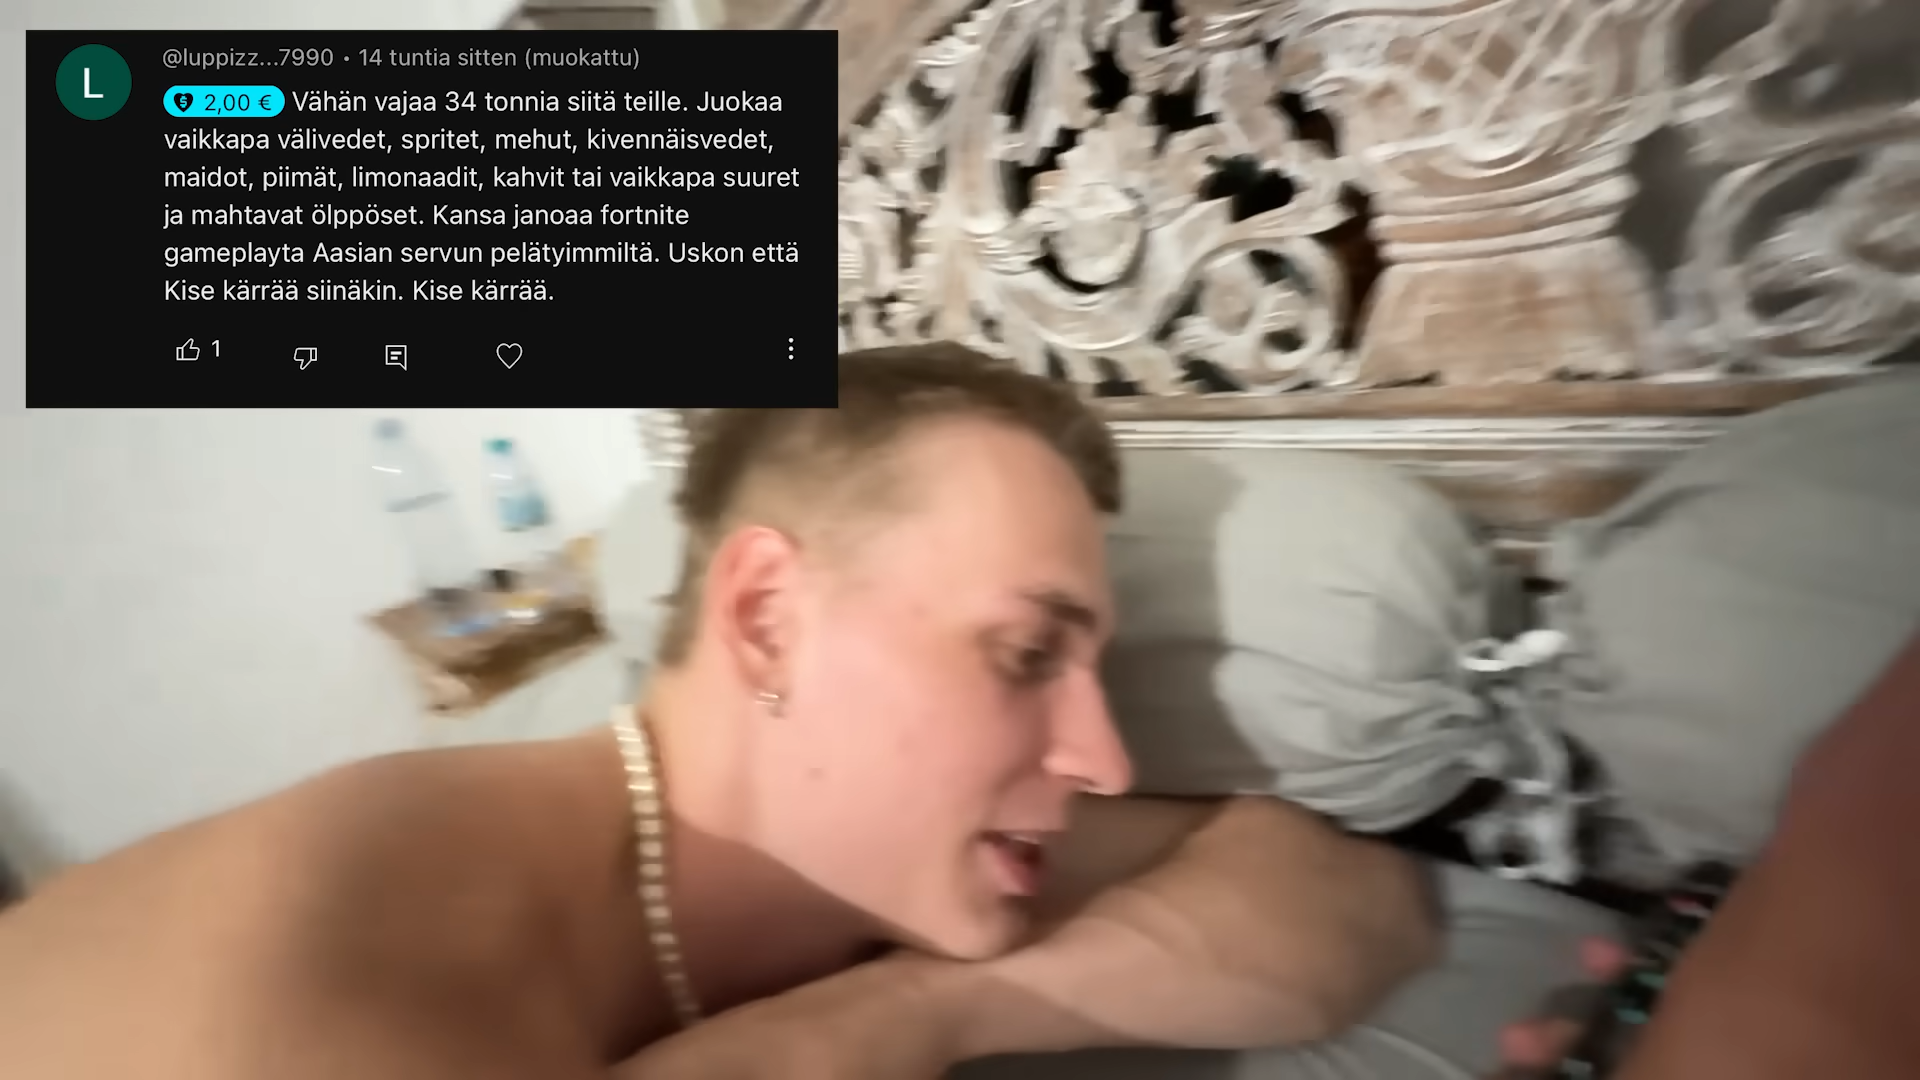 L
@luppizz...7990 • 14 tuntia sitten (muokattu)
2,00 € Vähän vajaa 34 tonnia siitä teille. Juokaa
vaikkapa välivedet, spritet, mehut, kivennäisvedet,
maidot, piimät, limonaadit, kahvit tai vaikkapa suuret
ja mahtavat ölppöset. Kansa janoaa fortnite
gameplayta Aasian servun pelätyimmiltä. Uskon että
Kise kärrää siinäkin. Kise kärrää.
1